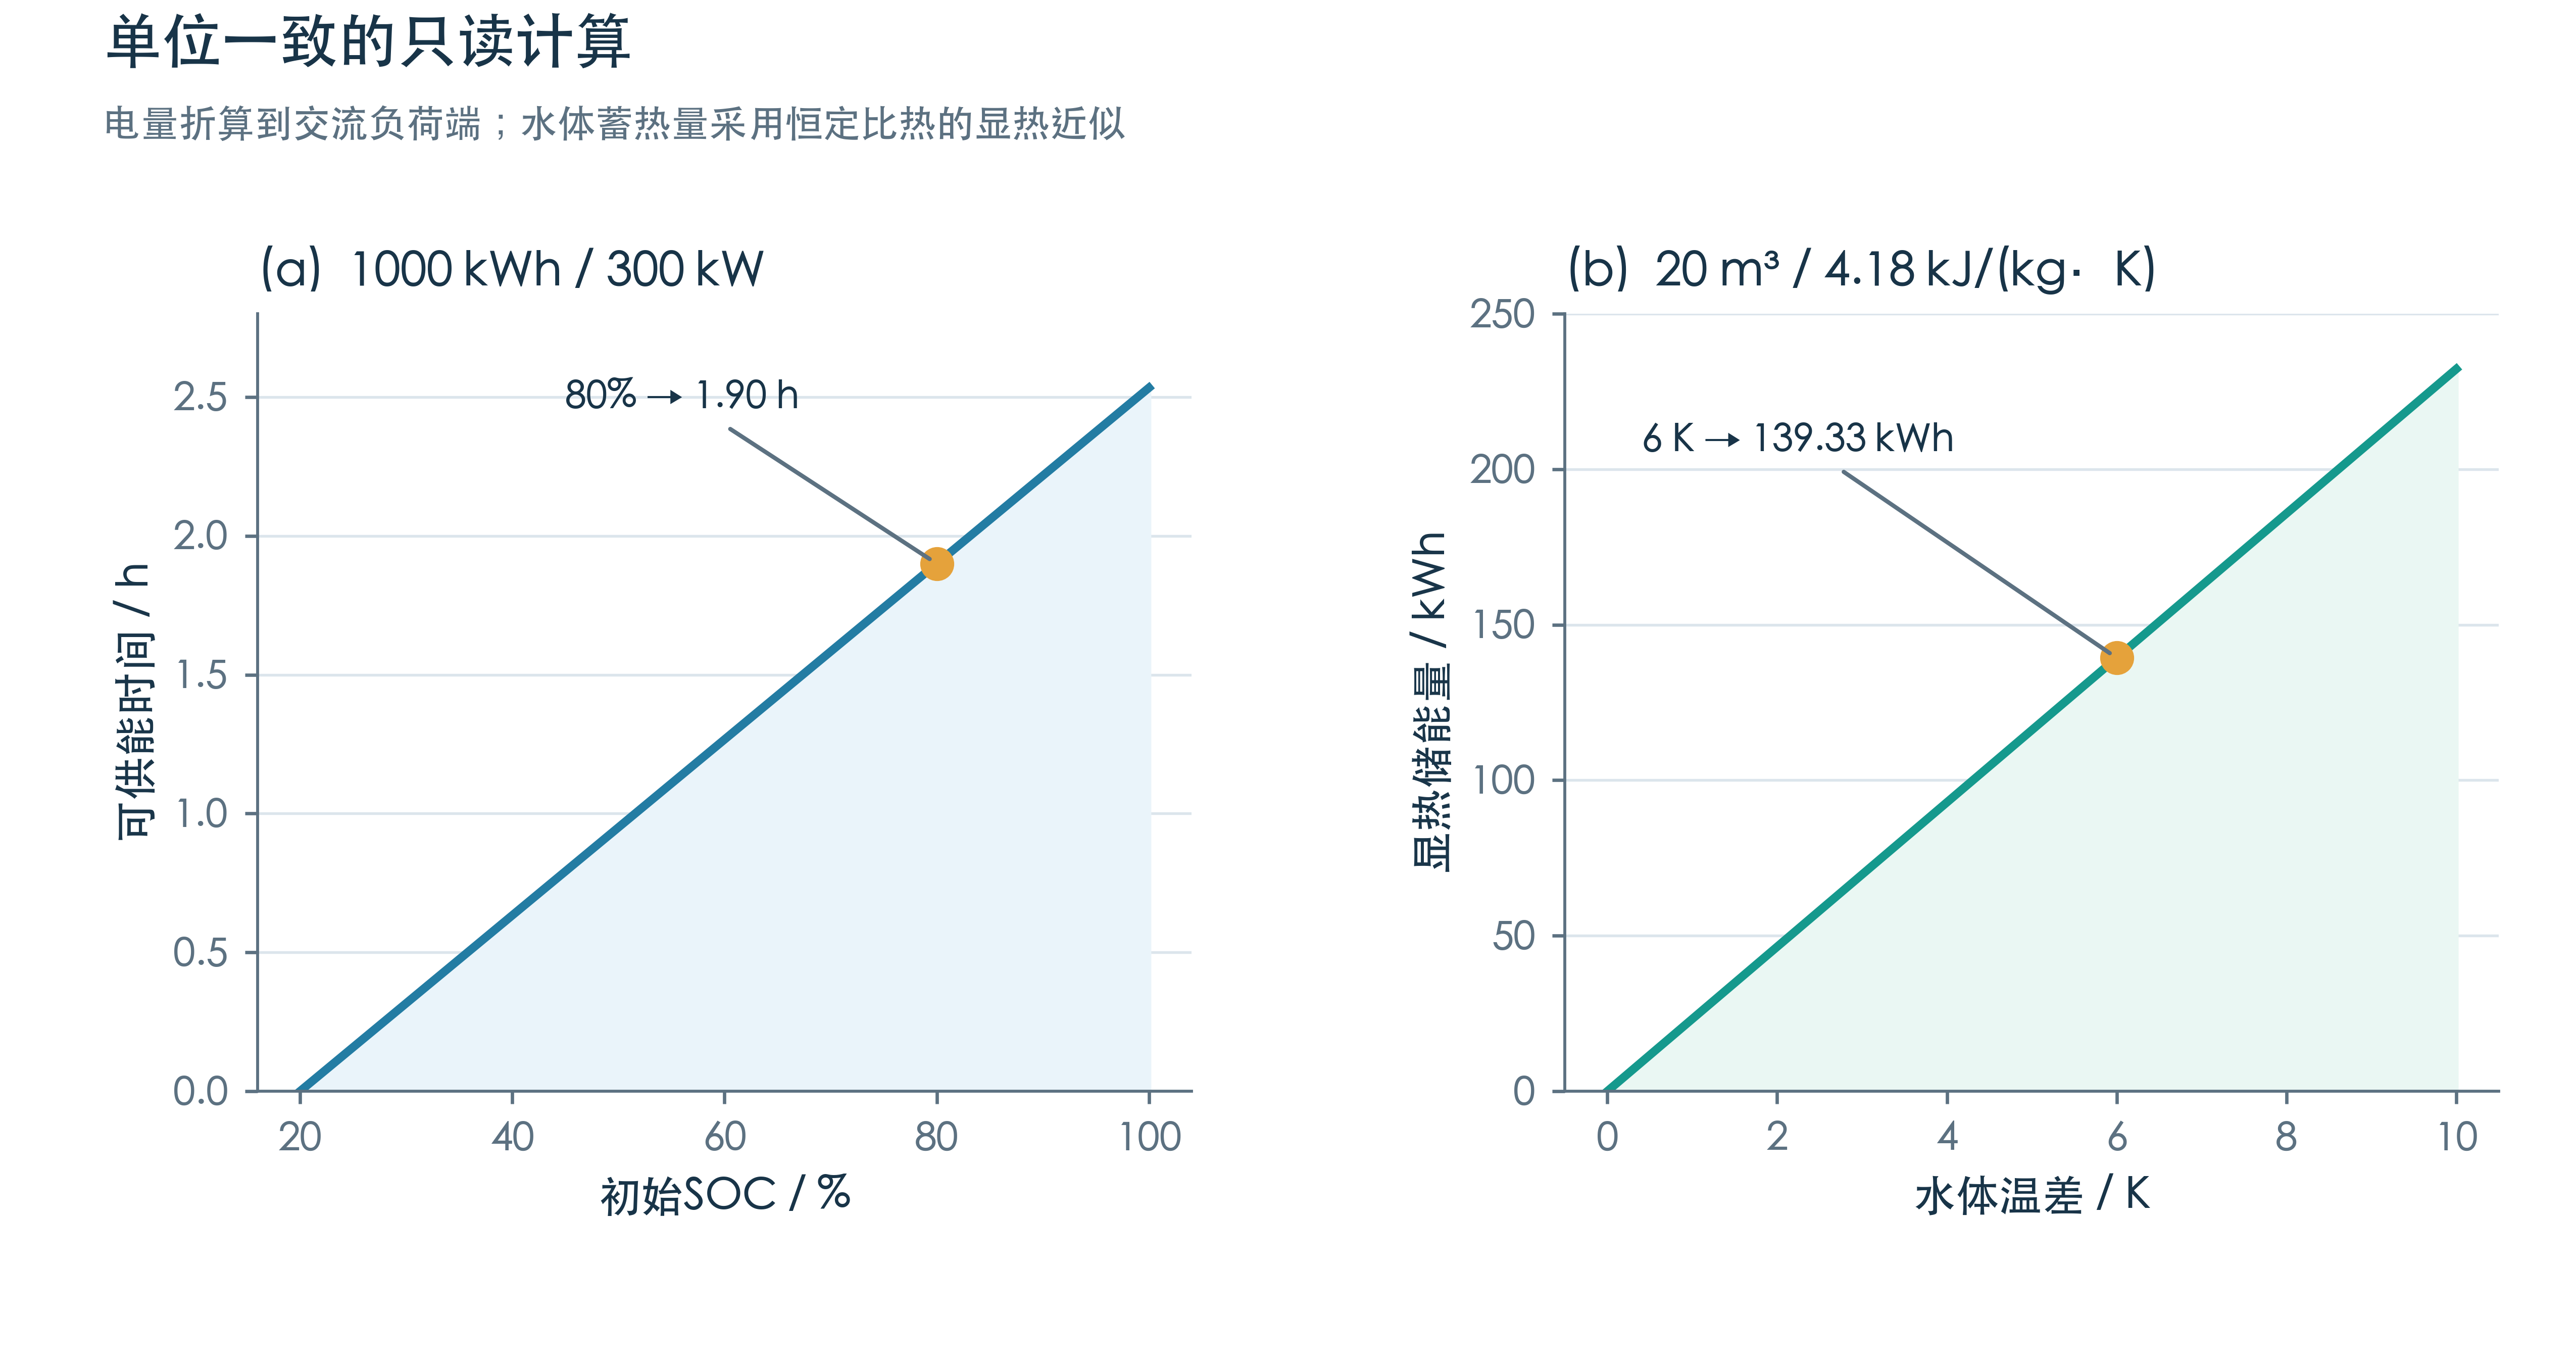 单位一致的只读计算
电量折算到交流负荷端；水体蓄热量采用恒定比热的显热近似
(a) 1000 kWh / 300 kW
可供能时间 / h
2.5
2.0
1.5
1.0
0.5
0.0
80% → 1.90 h
20 40 60 80 100
初始SOC / %
(b) 20 m³ / 4.18 kJ/(kg· K)
显热储能量 / kWh
250
200
150
100
50
0
6 K → 139.33 kWh
0 2 4 6 8 10
水体温差 / K